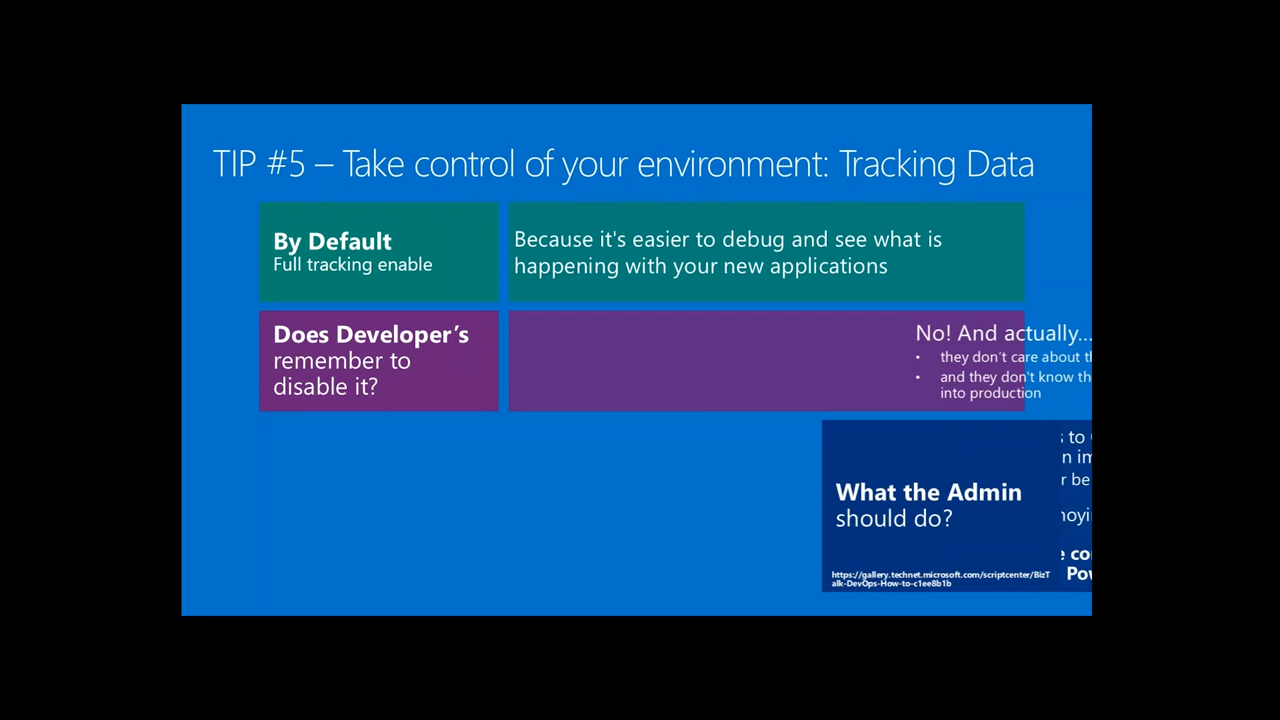 TIP #5 – Take control of your environment: Tracking Data
By Default
Full tracking enable
Because it's easier to debug and see what is
happening with your new applications
Does Developer’s
remember to
disable it?
No! And actually...
• they don’t care about
• and they don't know
into production
What the Admin
should do?
https://gallery.technet.microsoft.com/scriptcenter/BizT
alk-DevOps-How-to-c1ee8b1b
to
be